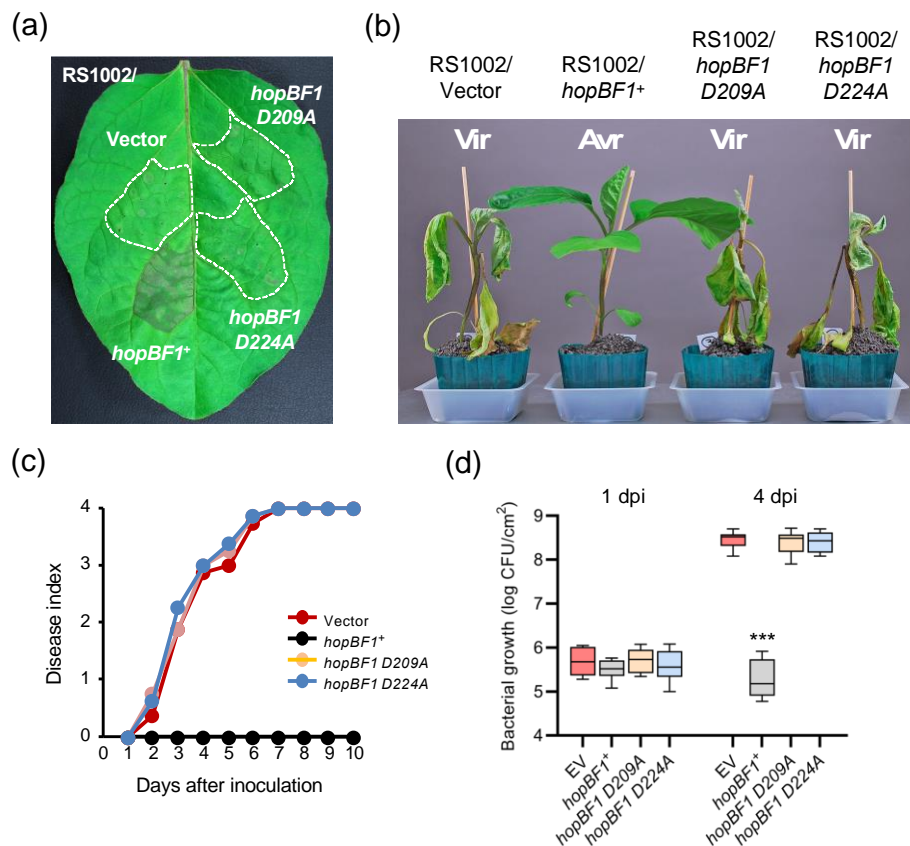 (a)
RS1002/
hopBF1
D209A
Vector
hopBF1
D224A
hopBF1⁺
(b)
RS1002/
Vector
RS1002/
hopBF1⁺
RS1002/
hopBF1
D209A
RS1002/
hopBF1
D224A
Vir
Avr
Vir
Vir
(c)
Disease index
4
3
2
1
0
0 1 2 3 4 5 6 7 8 9 10
Days after inoculation
Vector
hopBF1⁺
hopBF1 D209A
hopBF1 D224A
(d)
1 dpi
4 dpi
Bacterial growth (log CFU/cm²)
9
8
7
6
5
4
***
EV
hopBF1⁺
hopBF1 D209A
hopBF1 D224A
EV
hopBF1⁺
hopBF1 D209A
hopBF1 D224A